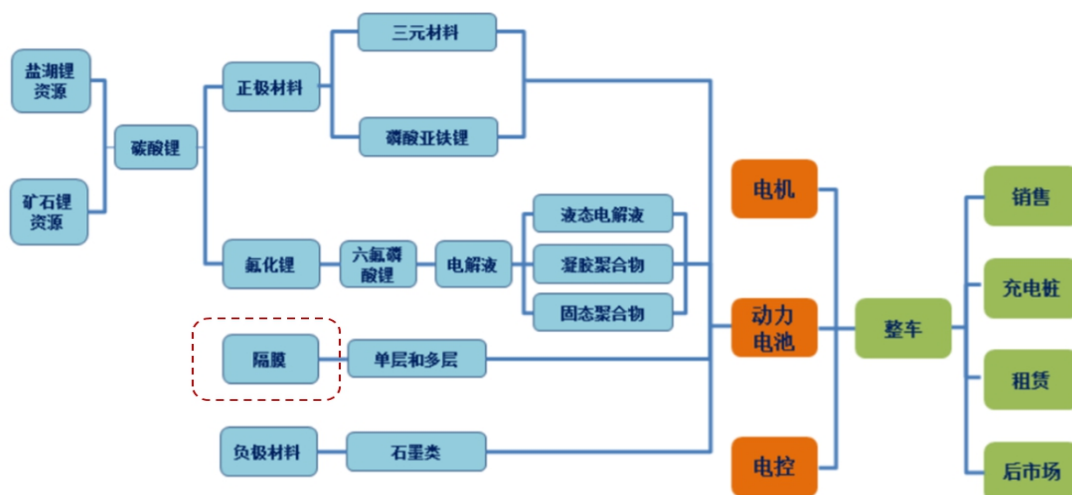 盐湖锂
资源
矿石锂
资源
碳酸锂
正极材料
三元材料
磷酸亚铁锂
氟化锂
六氟磷
酸锂
电解液
液态电解液
凝胶聚合物
固态聚合物
隔膜
单层和多层
负极材料
石墨类
电机
动力
电池
电控
整车
销售
充电桩
租赁
后市场